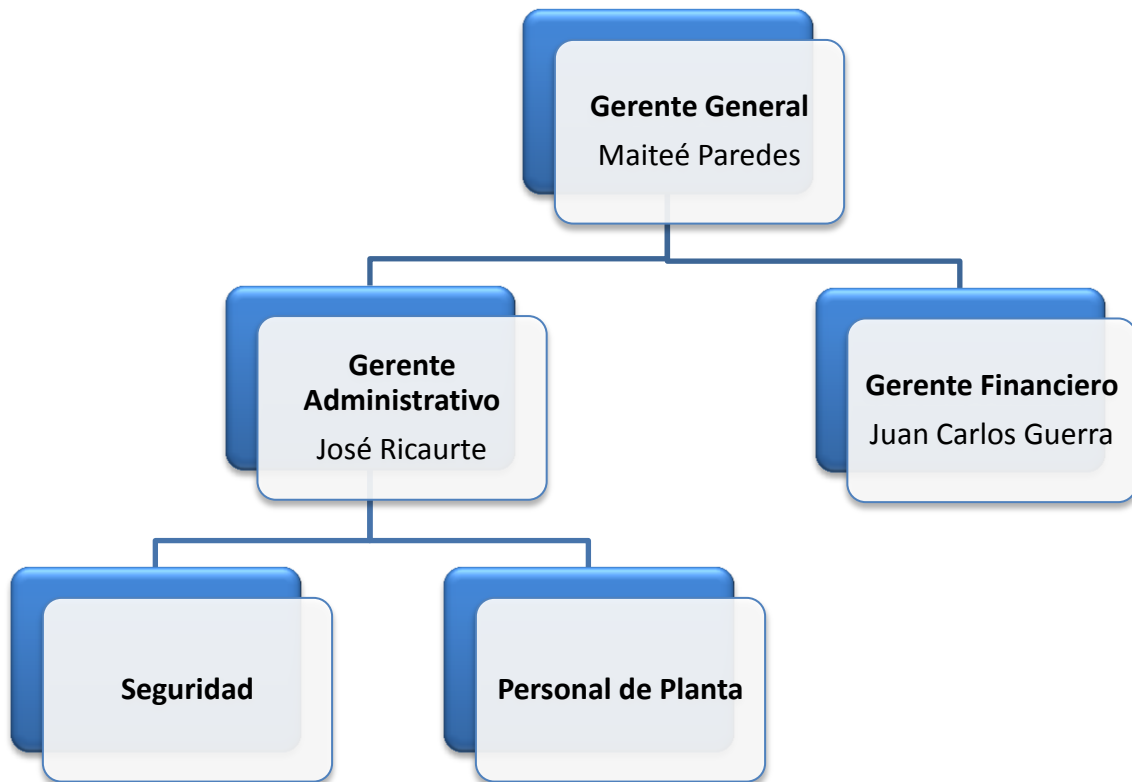 Gerente General
Maiteé Paredes
Gerente
Administrativo
José Ricaurte
Gerente Financiero
Juan Carlos Guerra
Seguridad
Personal de Planta